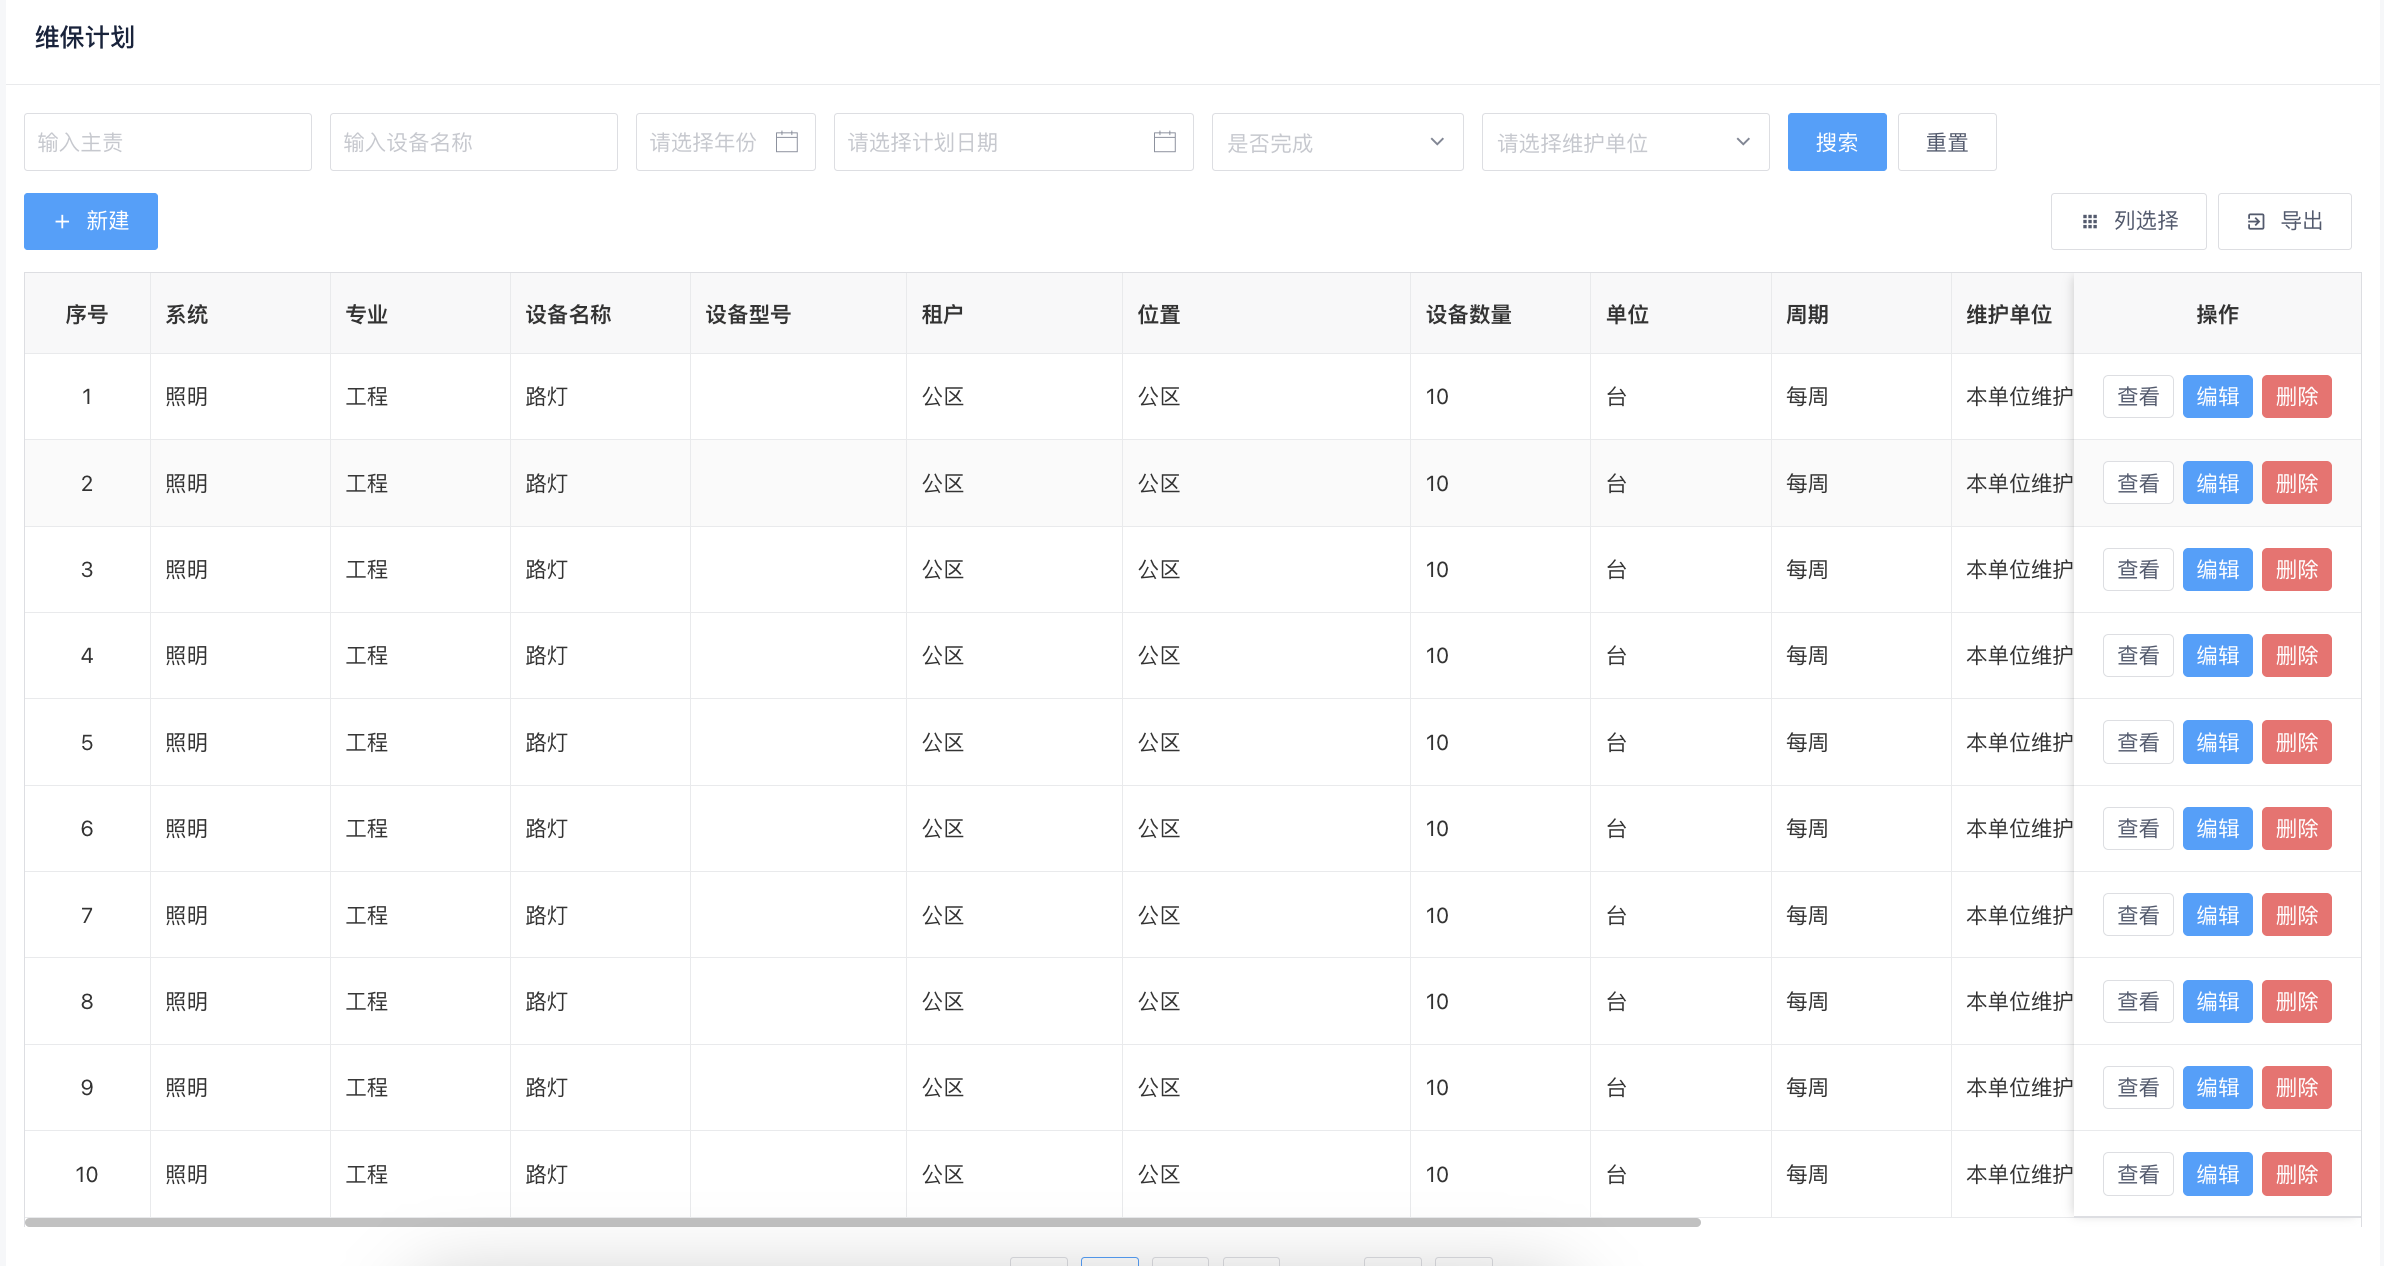 维保计划
输入主责 输入设备名称 请选择年份 请选择计划日期 是否完成 请选择维护单位 搜索 重置
+ 新建 列选择 导出
序号 系统 专业 设备名称 设备型号 租户 位置 设备数量 单位 周期 维护单位 操作
1 照明 工程 路灯 公区 公区 10 台 每周 本单位维护 查看 编辑 删除
2 照明 工程 路灯 公区 公区 10 台 每周 本单位维护 查看 编辑 删除
3 照明 工程 路灯 公区 公区 10 台 每周 本单位维护 查看 编辑 删除
4 照明 工程 路灯 公区 公区 10 台 每周 本单位维护 查看 编辑 删除
5 照明 工程 路灯 公区 公区 10 台 每周 本单位维护 查看 编辑 删除
6 照明 工程 路灯 公区 公区 10 台 每周 本单位维护 查看 编辑 删除
7 照明 工程 路灯 公区 公区 10 台 每周 本单位维护 查看 编辑 删除
8 照明 工程 路灯 公区 公区 10 台 每周 本单位维护 查看 编辑 删除
9 照明 工程 路灯 公区 公区 10 台 每周 本单位维护 查看 编辑 删除
10 照明 工程 路灯 公区 公区 10 台 每周 本单位维护 查看 编辑 删除